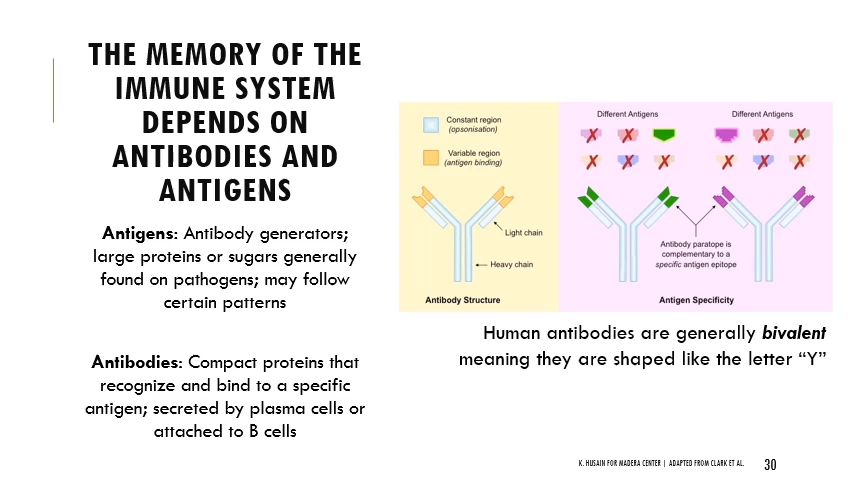 THE MEMORY OF THE
IMMUNE SYSTEM
DEPENDS ON
ANTIBODIES AND
ANTIGENS
Antigens: Antibody generators;
large proteins or sugars generally
found on pathogens; may follow
certain patterns
Antibodies: Compact proteins that
recognize and bind to a specific
antigen; secreted by plasma cells or
attached to B cells
Constant region
(opsonisation)
Variable region
(antigen binding)
Light chain
Heavy chain
Antibody Structure
Different Antigens
Different Antigens
Antibody paratope is
complementary to a
specific antigen epitope
Antigen Specificity
Human antibodies are generally bivalent
meaning they are shaped like the letter “Y”
K. HUSAIN FOR MADERA CENTER | ADAPTED FROM CLARK ET AL.
30